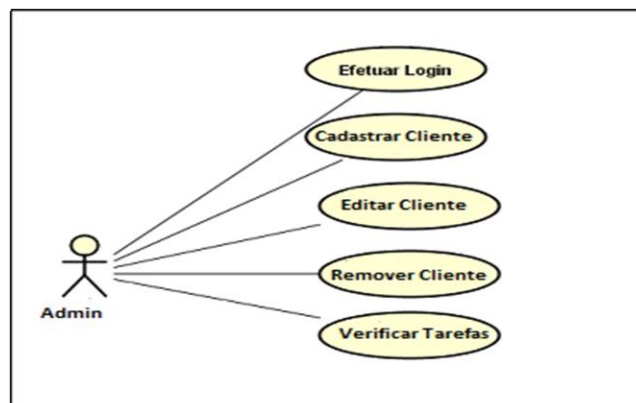 Efetuar Login
Cadastrar Cliente
Editar Cliente
Remover Cliente
Admin
Verificar Tarefas